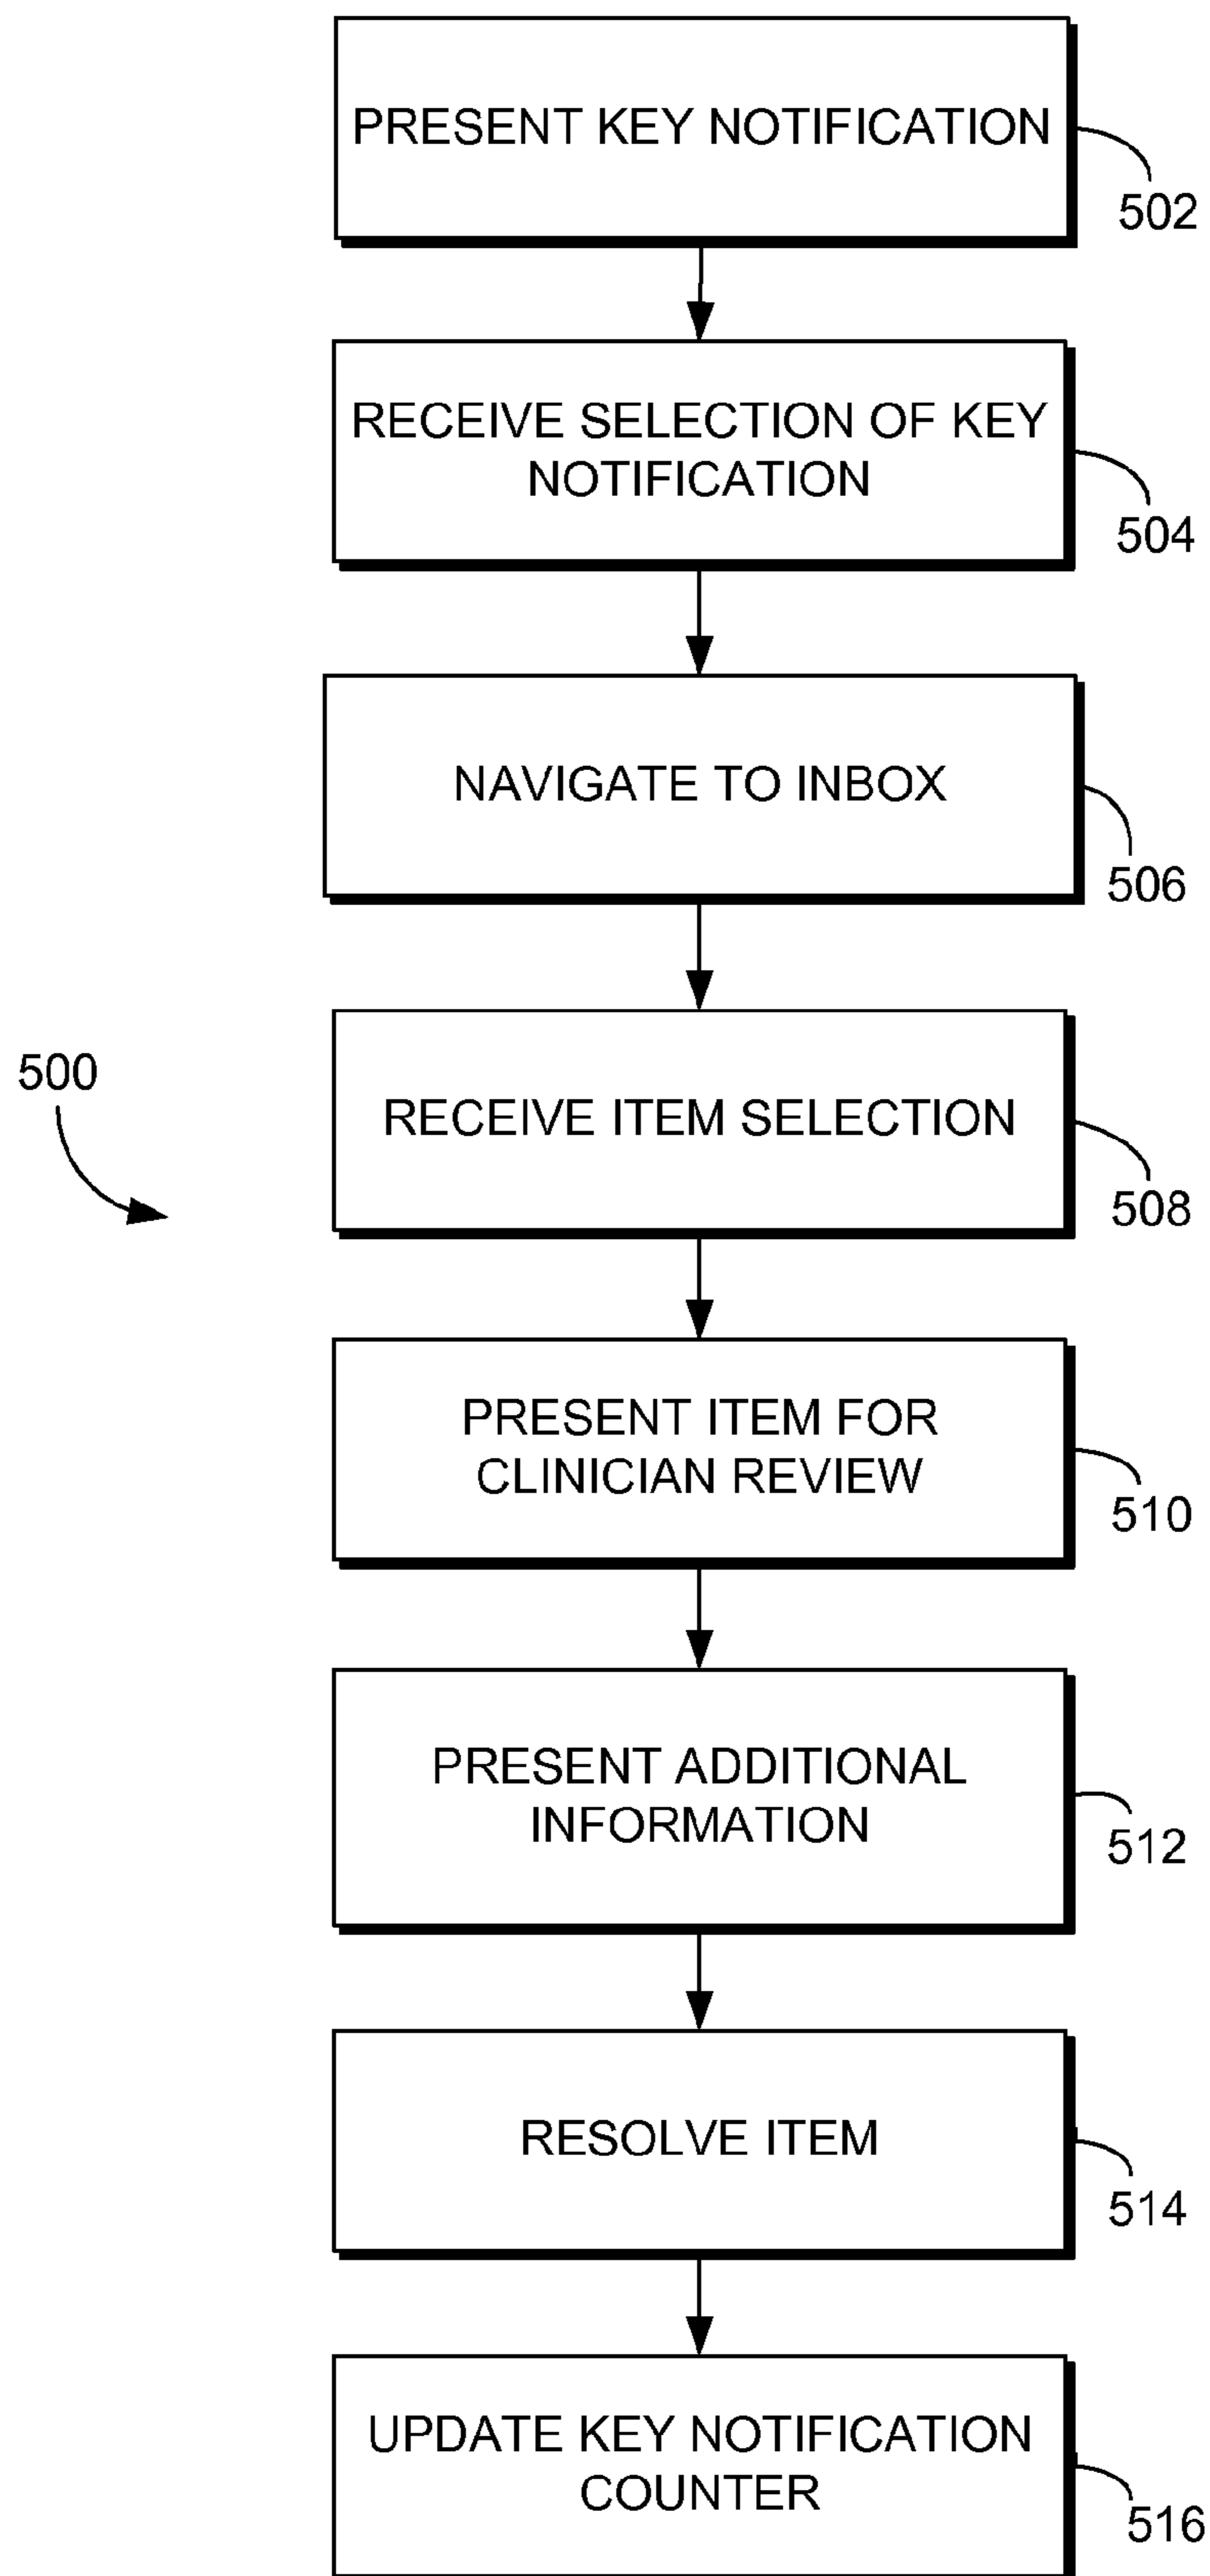 PRESENT KEY NOTIFICATION
502
RECEIVE SELECTION OF KEY
NOTIFICATION
504
NAVIGATE TO INBOX
506
500
RECEIVE ITEM SELECTION
508
PRESENT ITEM FOR
CLINICIAN REVIEW
510
PRESENT ADDITIONAL
INFORMATION
512
RESOLVE ITEM
514
UPDATE KEY NOTIFICATION
COUNTER
516